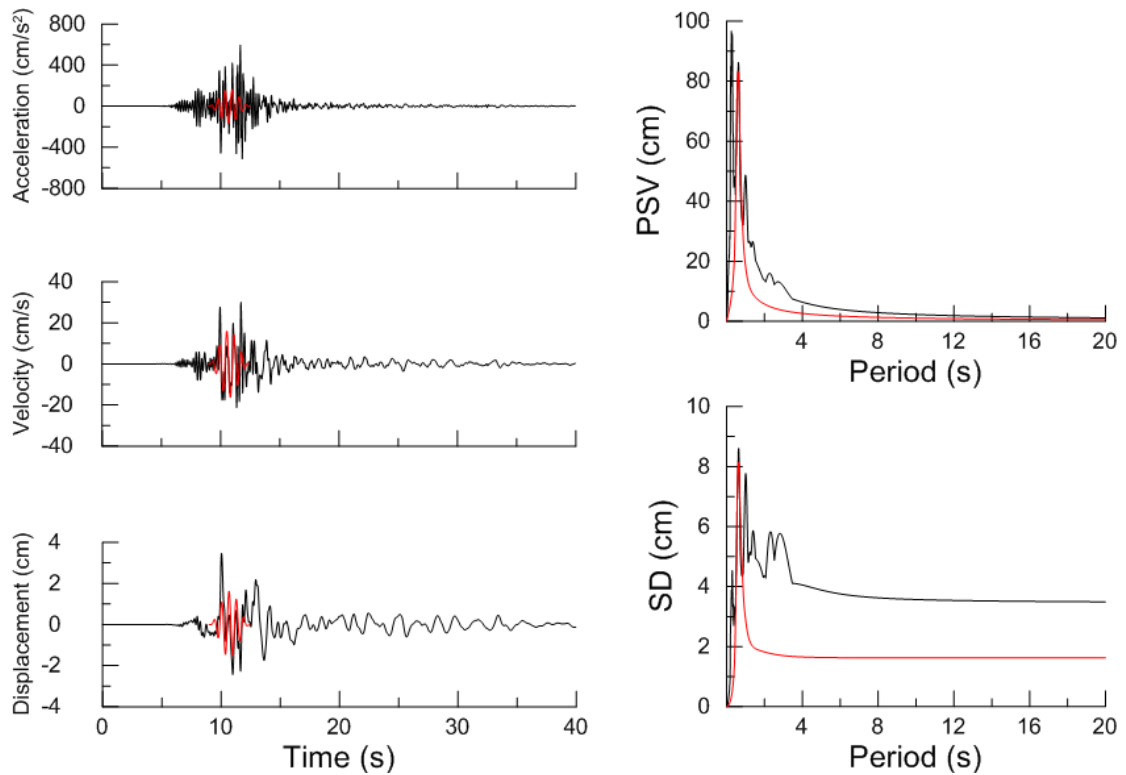 Acceleration (cm/s²)
800
400
0
-400
-800
Velocity (cm/s)
40
20
0
-20
-40
Displacement (cm)
4
2
0
-2
-4
0 10 20 30 40
Time (s)
PSV (cm)
100
80
60
40
20
0
4 8 12 16 20
Period (s)
SD (cm)
10
8
6
4
2
0
4 8 12 16 20
Period (s)